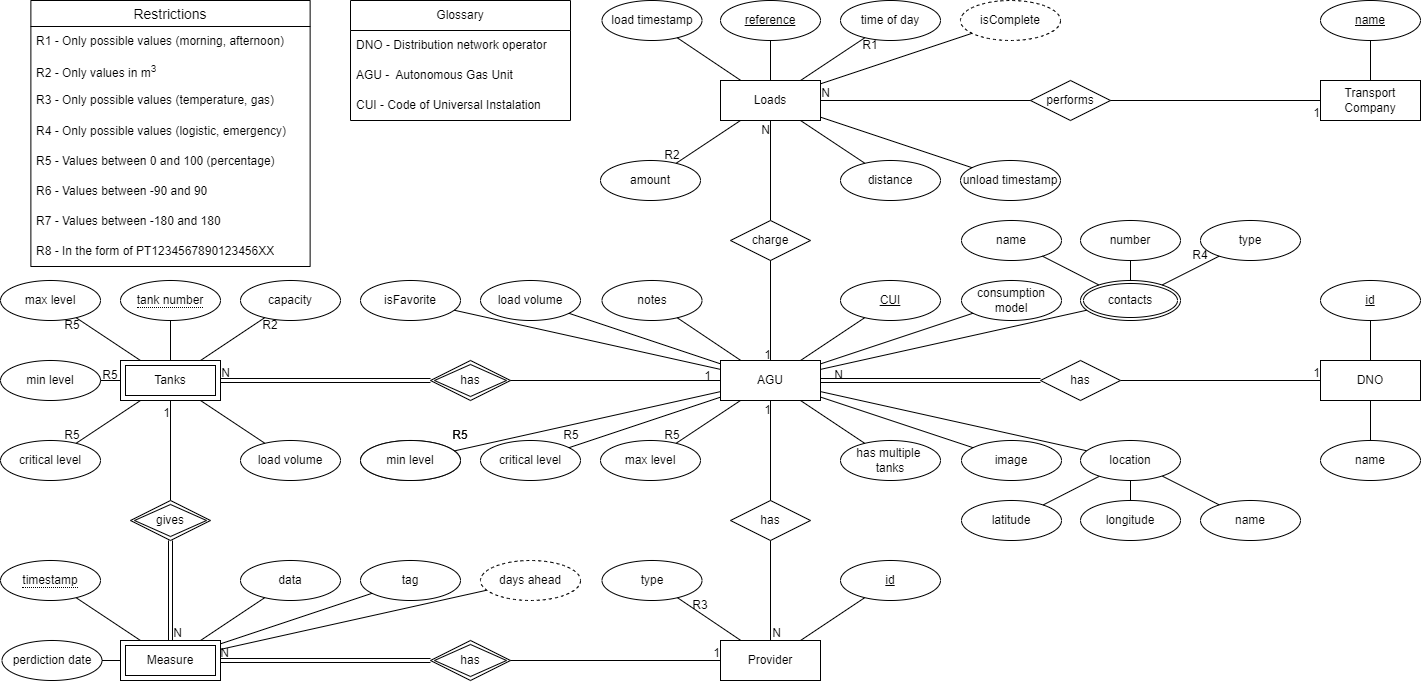 Restrictions
R1 - Only possible values (morning, afternoon)
R2 - Only values in m³
R3 - Only possible values (temperature, gas)
R4 - Only possible values (logistic, emergency)
R5 - Values between 0 and 100 (percentage)
R6 - Values between -90 and 90
R7 - Values between -180 and 180
R8 - In the form of PT1234567890123456XX
Glossary
DNO - Distribution network operator
AGU - Autonomous Gas Unit
CUI - Code of Universal Instalation
load timestamp
reference
time of day
isComplete
name
R1
Loads
N
performs
1
Transport
Company
N
R2
amount
distance
unload timestamp
charge
name
number
type
R4
max level
tank number
capacity
isFavorite
load volume
notes
CUI
consumption
model
contacts
id
R5
R2
1
min level
R5
Tanks
N
has
1
AGU
N
has
1
DNO
1
1
R5
R5
R5
R5
critical level
load volume
min level
critical level
max level
has multiple
tanks
image
location
name
gives
has
latitude
longitude
name
timestamp
data
tag
days ahead
type
id
R3
N
N
perdiction date
Measure
N
has
1
Provider